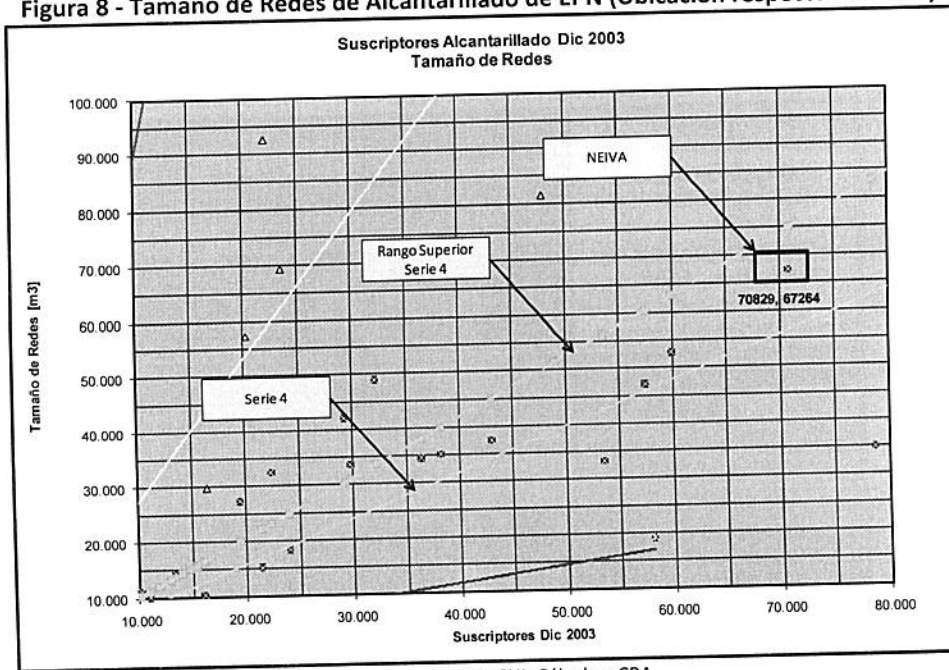 Figura 8 - Tamaño de Redes de Alcantarillado de EPN (Ubicación
Suscriptores Alcantarillado Dic 2003
Tamaño de Redes
100.000
90.000
80.000
70.000
60.000
50.000
40.000
30.000
20.000
10.000
Tamaño de Redes [m3]
NEIVA
Rango Superior
Serie 4
70829, 67264
Serie 4
10.000 20.000 30.000 40.000 50.000 60.000 70.000 80.000
Suscriptores Dic 2003
CRA